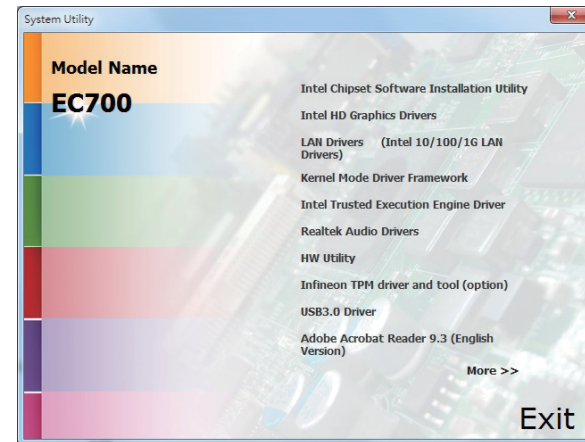 System Utility
x
Model Name
EC700
Intel Chipset Software Installation Utility
Intel HD Graphics Drivers
LAN Drivers (Intel 10/100/1G LAN
Drivers)
Kernel Mode Driver Framework
Intel Trusted Execution Engine Driver
Realtek Audio Drivers
HW Utility
Infineon TPM driver and tool (option)
USB3.0 Driver
Adobe Acrobat Reader 9.3 (English
Version)
More >>
Exit